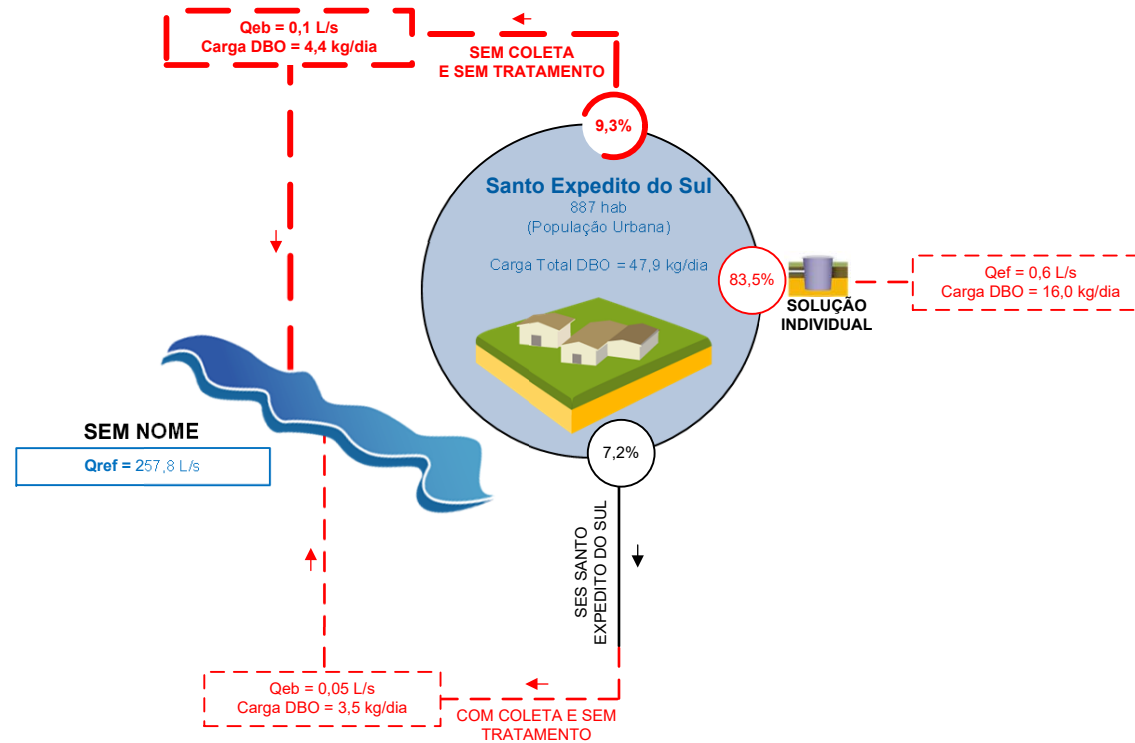 Qeb = 0,1 L/s
Carga DBO = 4,4 kg/dia
SEM COLETA
E SEM TRATAMENTO
9,3%
Santo Expedito do Sul
887 hab
(População Urbana)
Carga Total DBO = 47,9 kg/dia
83,5%
SOLUÇÃO
INDIVIDUAL
Qef = 0,6 L/s
Carga DBO = 16,0 kg/dia
SEM NOME
Qref = 257,8 L/s
7,2%
SES SANTO
EXPEDITO DO SUL
Qeb = 0,05 L/s
Carga DBO = 3,5 kg/dia
COM COLETA E SEM
TRATAMENTO